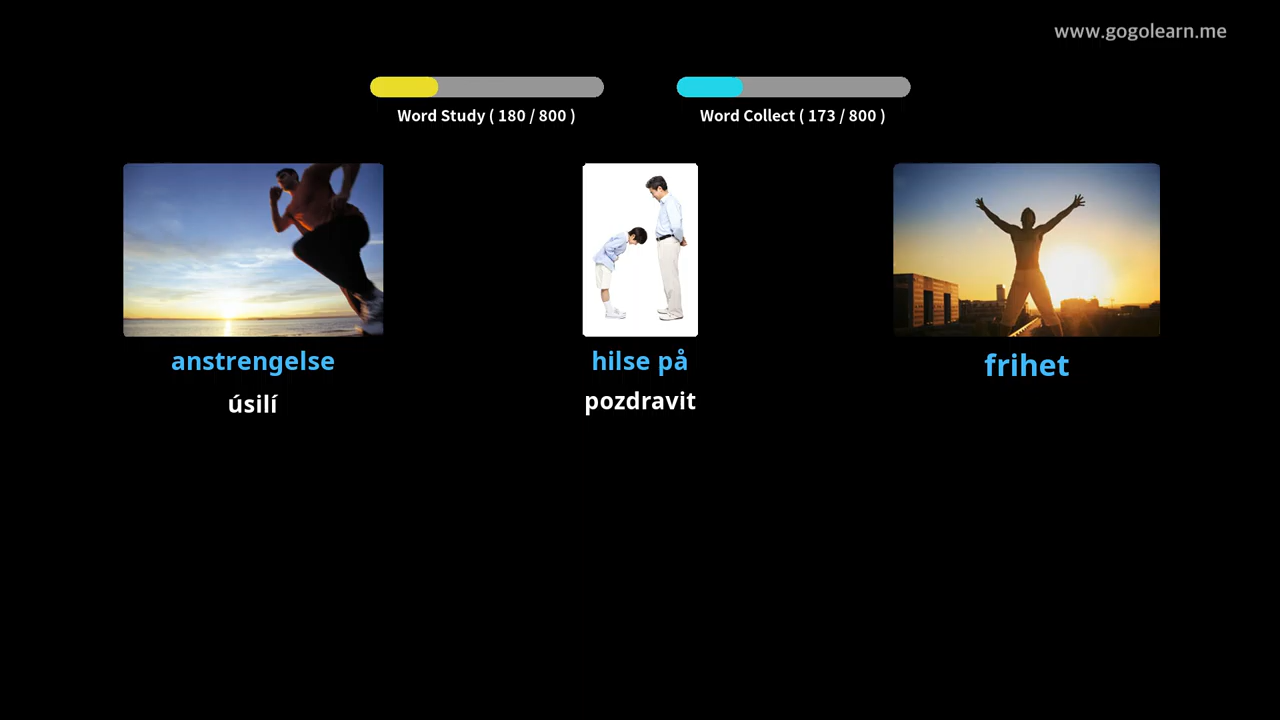 www.gogolearn.me
Word Study ( 180 / 800 )
Word Collect ( 173 / 800 )
anstrengelse
úsilí
hilse på
pozdravit
frihet